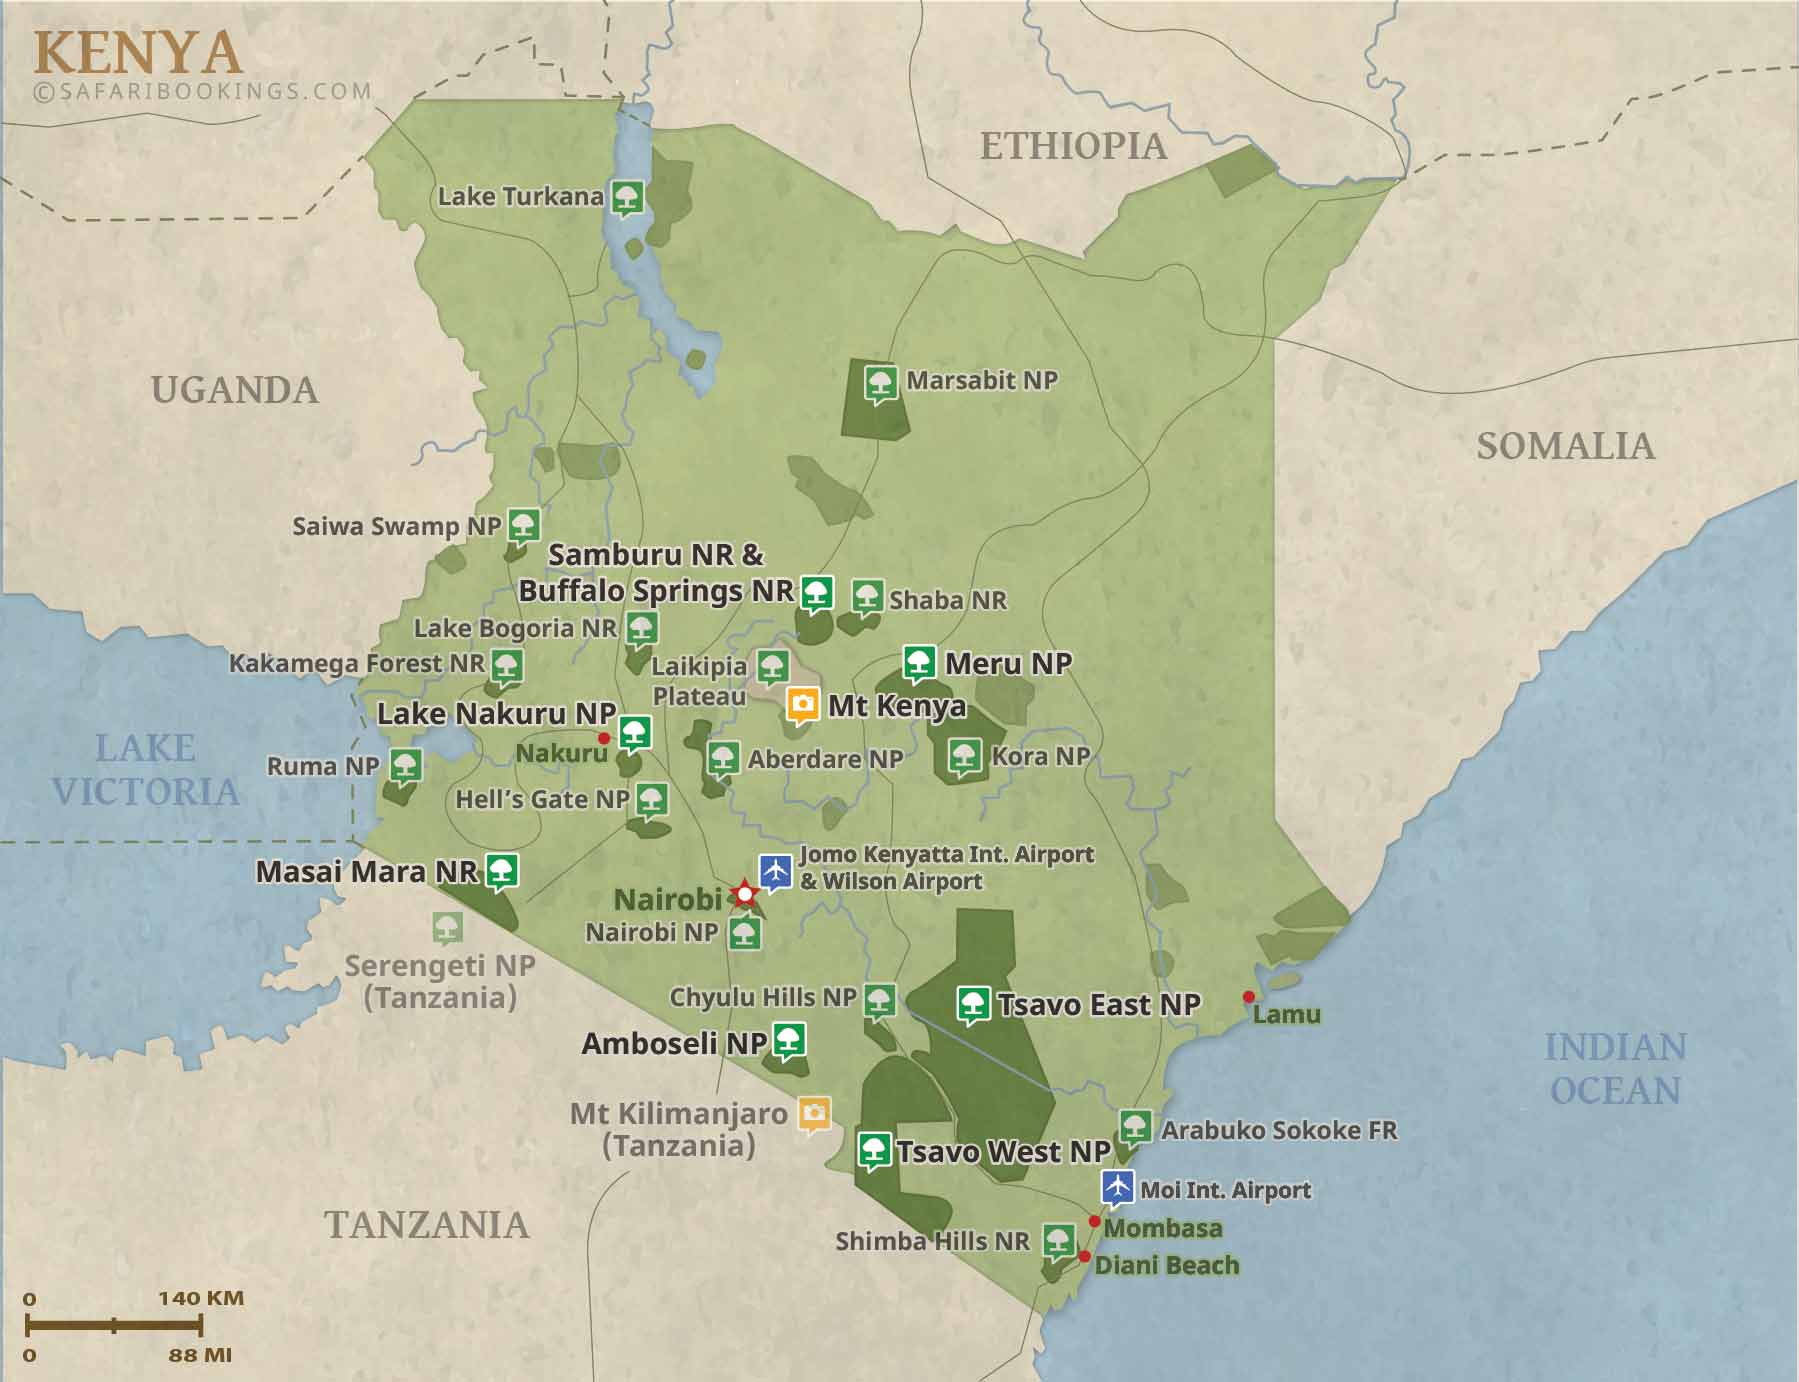 KENYA
©SAFARIBOOKINGS.COM
ETHIOPIA
Lake Turkana
UGANDA
Marsabit NP
SOMALIA
Saiwa Swamp NP
Samburu NR &
Buffalo Springs NR
Shaba NR
Lake Bogoria NR
Kakamega Forest NR
Laikipia
Plateau
Meru NP
Mt Kenya
Lake Nakuru NP
Nakuru
LAKE
VICTORIA
Ruma NP
Aberdare NP
Kora NP
Hell's Gate NP
Masai Mara NR
Jomo Kenyatta Int. Airport
& Wilson Airport
Nairobi
Nairobi NP
Serengeti NP
(Tanzania)
Chyulu Hills NP
Tsavo East NP
Lamu
Amboseli NP
INDIAN
OCEAN
Mt Kilimanjaro
(Tanzania)
Arabuko Sokoke FR
Tsavo West NP
Moi Int. Airport
TANZANIA
Mombasa
Shimba Hills NR
Diani Beach
0 140 KM
0 88 MI